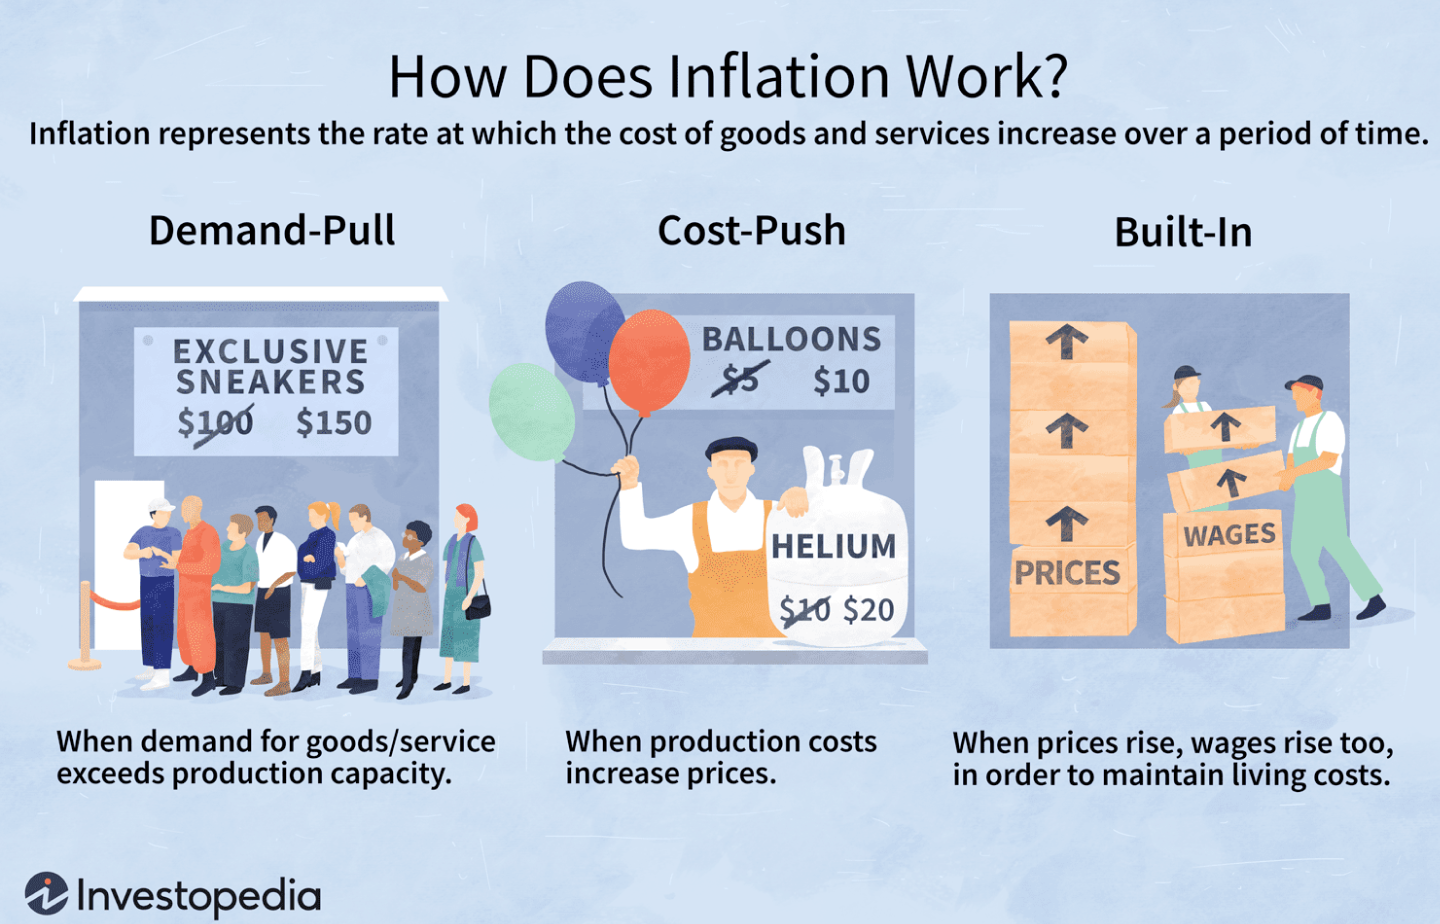 How Does Inflation Work?
Inflation represents the rate at which the cost of goods and services increase over a period of time.
Demand-Pull
EXCLUSIVE
SNEAKERS
$100 $150
When demand for goods/service
exceeds production capacity.
Cost-Push
BALLOONS
$5 $10
HELIUM
$10 $20
When production costs
increase prices.
Built-In
PRICES
WAGES
When prices rise, wages rise too,
in order to maintain living costs.
Investopedia